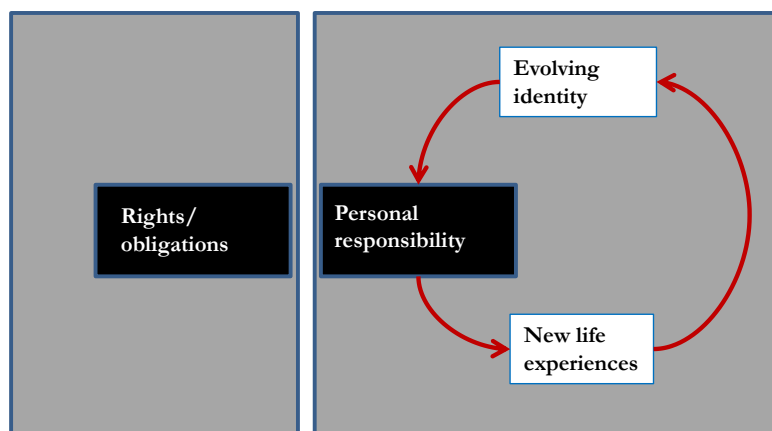 Evolving
identity
Rights/
obligations
Personal
responsibility
New life
experiences